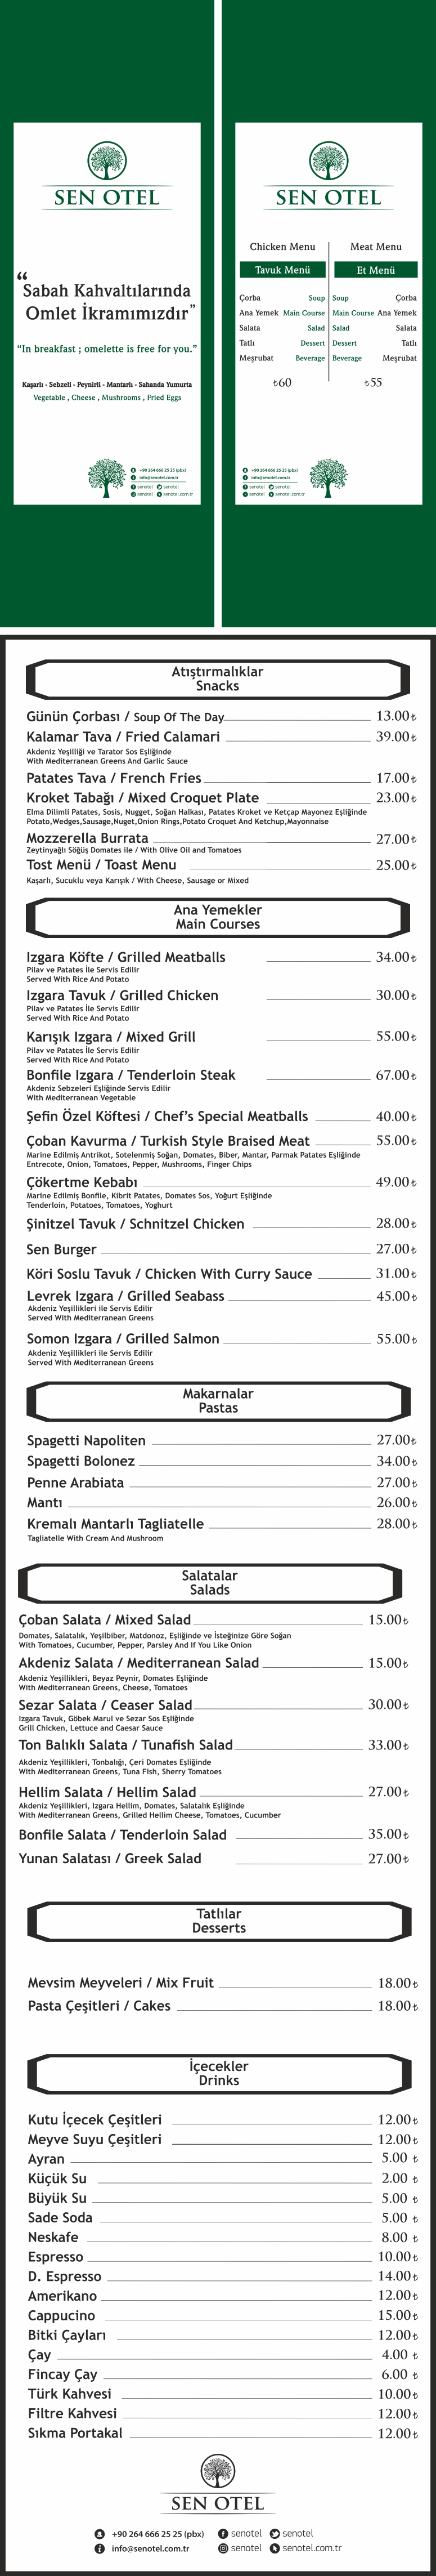 SEN OTEL
“
Sabah Kahvaltılarında
Omlet İkramımızdır”
“In breakfast ; omelette is free for you.”
Kaşarlı - Sebzeli - Peynirli - Mantarlı - Sahanda Yumurta
Vegetable , Cheese , Mushrooms , Fried Eggs
+90 264 666 25 25 (pbx)
info@senotel.com.tr
senotel senotel
senotel senotel.com.tr
SEN OTEL
Chicken Menu Meat Menu
Tavuk Menü Et Menü
Çorba Soup Soup Çorba
Ana Yemek Main Course Main Course Ana Yemek
Salata Salad Salad Salata
Tatlı Dessert Dessert Tatlı
Meşrubat Beverage Beverage Meşrubat
₺60 ₺55
+90 264 666 25 25 (pbx)
info@senotel.com.tr
senotel senotel
senotel senotel.com.tr
Atıştırmalıklar
Snacks
Günün Çorbası / Soup Of The Day 13.00₺
Kalamar Tava / Fried Calamari 39.00₺
Akdeniz Yeşilliği ve Tarator Sos Eşliğinde
With Mediterranean Greens And Garlic Sauce
Patates Tava / French Fries 17.00₺
Kroket Tabağı / Mixed Croquet Plate 23.00₺
Elma Dilimli Patates, Sosis, Nugget, Soğan Halkası, Patates Kroket ve Ketçap Mayonez Eşliğinde
Potato,Wedges,Sausage,Nuget,Onion Rings,Potato Croquet And Ketchup,Mayonnaise
Mozzerella Burrata 27.00₺
Zeytinyağlı Söğüş Domates ile / With Olive Oil and Tomatoes
Tost Menü / Toast Menu 25.00₺
Kaşarlı, Sucuklu veya Karışık / With Cheese, Sausage or Mixed
Ana Yemekler
Main Courses
Izgara Köfte / Grilled Meatballs 34.00₺
Pilav ve Patates İle Servis Edilir
Served With Rice And Potato
Izgara Tavuk / Grilled Chicken 30.00₺
Pilav ve Patates İle Servis Edilir
Served With Rice And Potato
Karışık Izgara / Mixed Grill 55.00₺
Pilav ve Patates İle Servis Edilir
Served With Rice And Potato
Bonfile Izgara / Tenderloin Steak 67.00₺
Akdeniz Sebzeleri Eşliğinde Servis Edilir
With Mediterranean Vegetable
Şefin Özel Köftesi / Chef’s Special Meatballs 40.00₺
Çoban Kavurma / Turkish Style Braised Meat 55.00₺
Marine Edilmiş Antrikot, Sotelenmiş Soğan, Domates, Biber, Mantar, Parmak Patates Eşliğinde
Entrecote, Onion, Tomatoes, Pepper, Mushrooms, Finger Chips
Çökertme Kebabı 49.00₺
Marine Edilmiş Bonfile, Kibrit Patates, Domates Sos, Yoğurt Eşliğinde
Tenderloin, Potatoes, Tomatoes, Yoghurt
Şinitzel Tavuk / Schnitzel Chicken 28.00₺
Sen Burger 27.00₺
Köri Soslu Tavuk / Chicken With Curry Sauce 31.00₺
Levrek Izgara / Grilled Seabass 45.00₺
Akdeniz Yeşillikleri ile Servis Edilir
Served With Mediterranean Greens
Somon Izgara / Grilled Salmon 55.00₺
Akdeniz Yeşillikleri ile Servis Edilir
Served With Mediterranean Greens
Makarnalar
Pastas
Spagetti Napoliten 27.00₺
Spagetti Bolonez 34.00₺
Penne Arabiata 27.00₺
Mantı 26.00₺
Kremalı Mantarlı Tagliatelle 28.00₺
Tagliatelle With Cream And Mushroom
Salatalar
Salads
Çoban Salata / Mixed Salad 15.00₺
Domates, Salatalık, Yeşilbiber, Matdonoz, Eşliğinde ve İsteğinize Göre Soğan
With Tomatoes, Cucumber, Pepper, Parsley And If You Like Onion
Akdeniz Salata / Mediterranean Salad 15.00₺
Akdeniz Yeşillikleri, Beyaz Peynir, Domates Eşliğinde
With Mediterranean Greens, Cheese, Tomatoes
Sezar Salata / Ceaser Salad 30.00₺
Izgara Tavuk, Göbek Marul ve Sezar Sos Eşliğinde
Grill Chicken, Lettuce and Caesar Sauce
Ton Balıklı Salata / Tunafish Salad 33.00₺
Akdeniz Yeşillikleri, Tonbalığı, Çeri Domates Eşliğinde
With Mediterranean Greens, Tuna Fish, Sherry Tomatoes
Hellim Salata / Hellim Salad 27.00₺
Akdeniz Yeşillikleri, Izgara Hellim, Domates, Salatalık Eşliğinde
With Mediterranean Greens, Grilled Hellim Cheese, Tomatoes, Cucumber
Bonfile Salata / Tenderloin Salad 35.00₺
Yunan Salatası / Greek Salad 27.00₺
Tatlılar
Desserts
Mevsim Meyveleri / Mix Fruit 18.00₺
Pasta Çeşitleri / Cakes 18.00₺
İçecekler
Drinks
Kutu İçecek Çeşitleri 12.00₺
Meyve Suyu Çeşitleri 12.00₺
Ayran 5.00 ₺
Küçük Su 2.00 ₺
Büyük Su 5.00 ₺
Sade Soda 5.00 ₺
Neskafe 8.00 ₺
Espresso 10.00₺
D. Espresso 14.00₺
Amerikano 12.00₺
Cappucino 15.00₺
Bitki Çayları 12.00₺
Çay 4.00 ₺
Fincay Çay 6.00 ₺
Türk Kahvesi 10.00₺
Filtre Kahvesi 12.00₺
Sıkma Portakal 12.00₺
SEN OTEL
+90 264 666 25 25 (pbx) senotel senotel
info@senotel.com.tr senotel senotel.com.tr